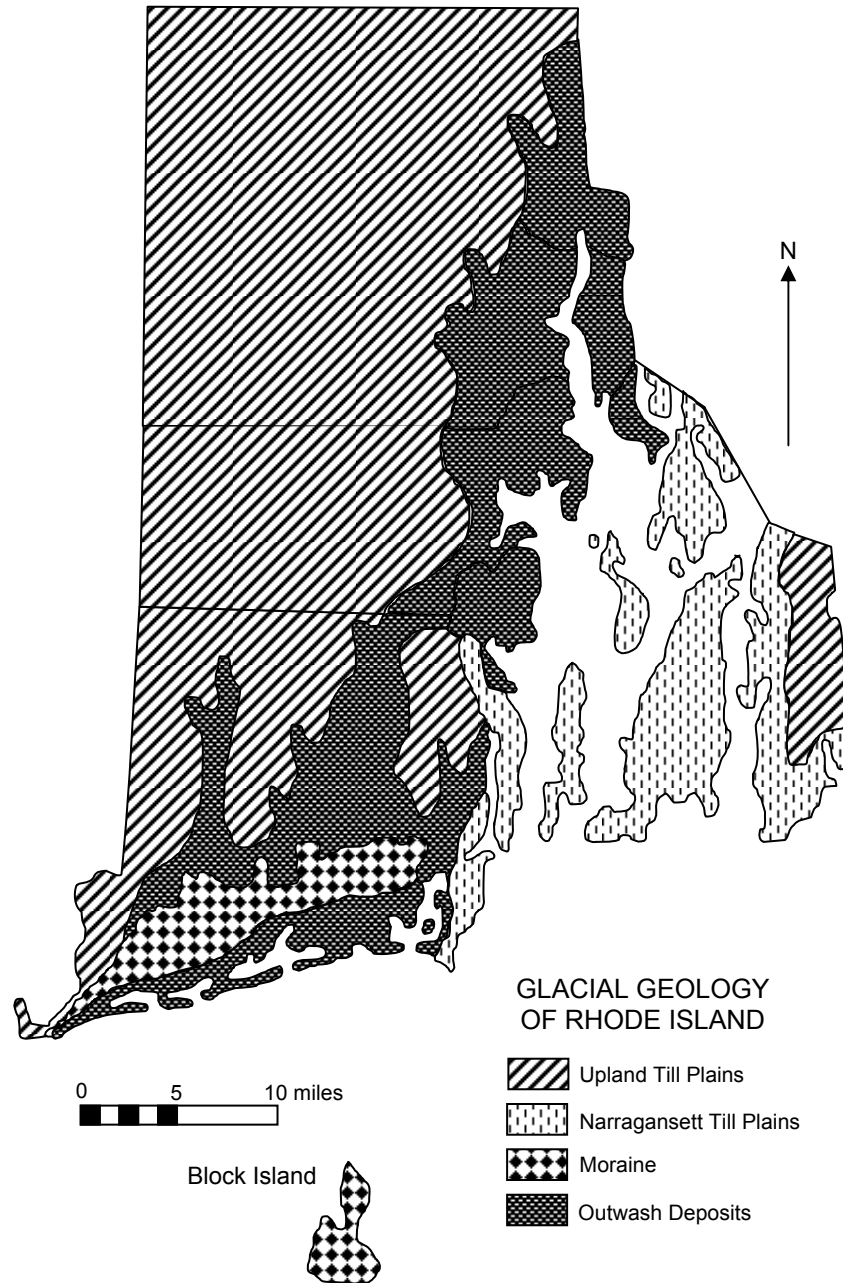 N
GLACIAL GEOLOGY
OF RHODE ISLAND
0 5 10 miles
Upland Till Plains
Narragansett Till Plains
Block Island
Moraine
Outwash Deposits